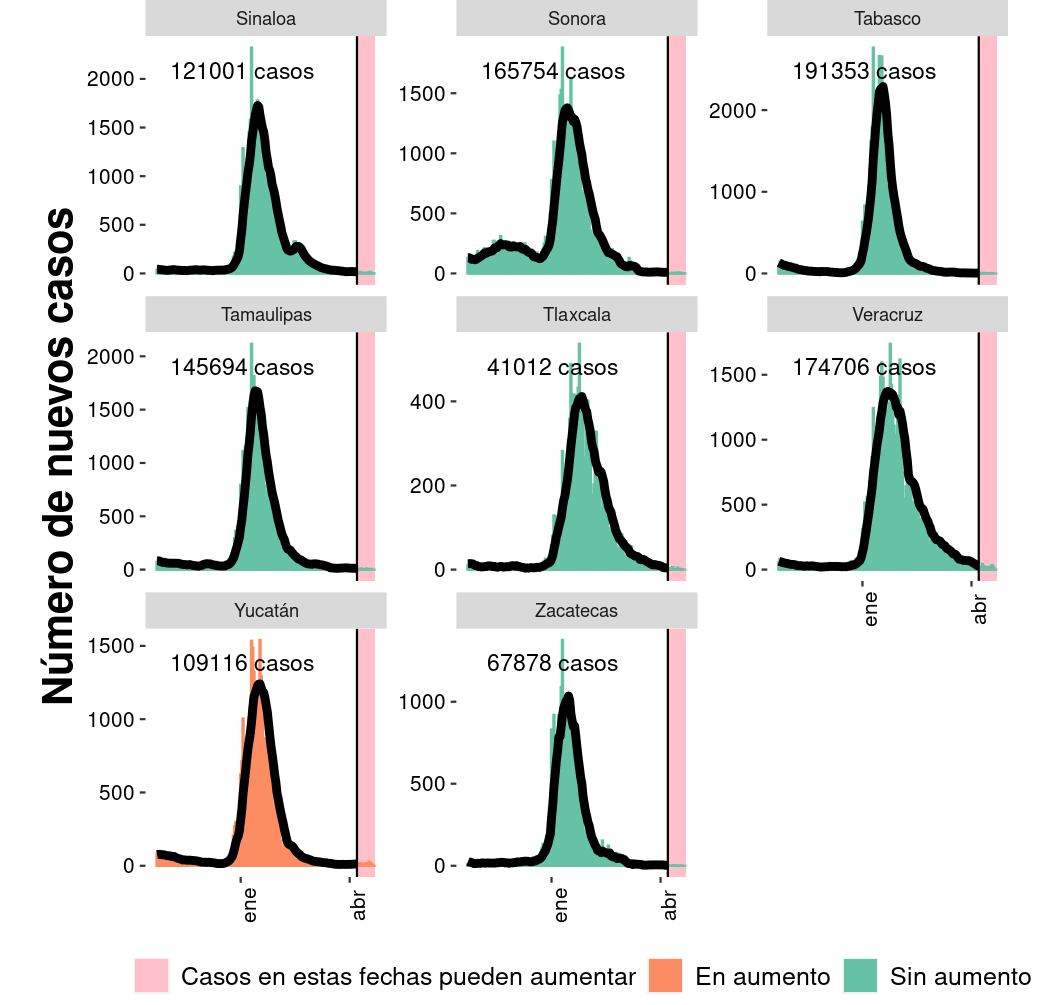 Número de nuevos casos
Sinaloa
121001 casos
2000
1500
1000
500
0
Sonora
165754 casos
1500
1000
500
0
Tabasco
191353 casos
2000
1000
0
Tamaulipas
145694 casos
2000
1500
1000
500
0
Tlaxcala
41012 casos
400
200
0
Veracruz
174706 casos
1500
1000
500
0
ene
abr
Yucatán
109116 casos
1500
1000
500
0
ene
abr
Zacatecas
67878 casos
1000
500
0
ene
abr
Casos en estas fechas pueden aumentar
En aumento
Sin aumento